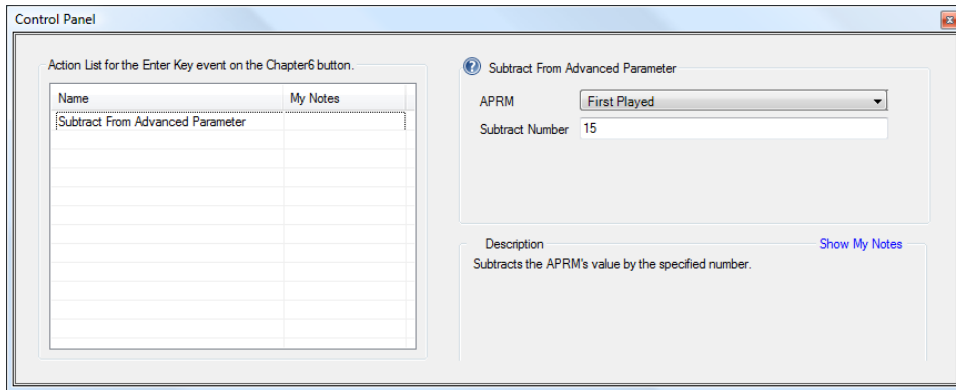 Control Panel
Action List for the Enter Key event on the Chapter6 button.
Name My Notes
Subtract From Advanced Parameter
Subtract From Advanced Parameter
APRM First Played
Subtract Number 15
Description Show My Notes
Subtracts the APRM's value by the specified number.